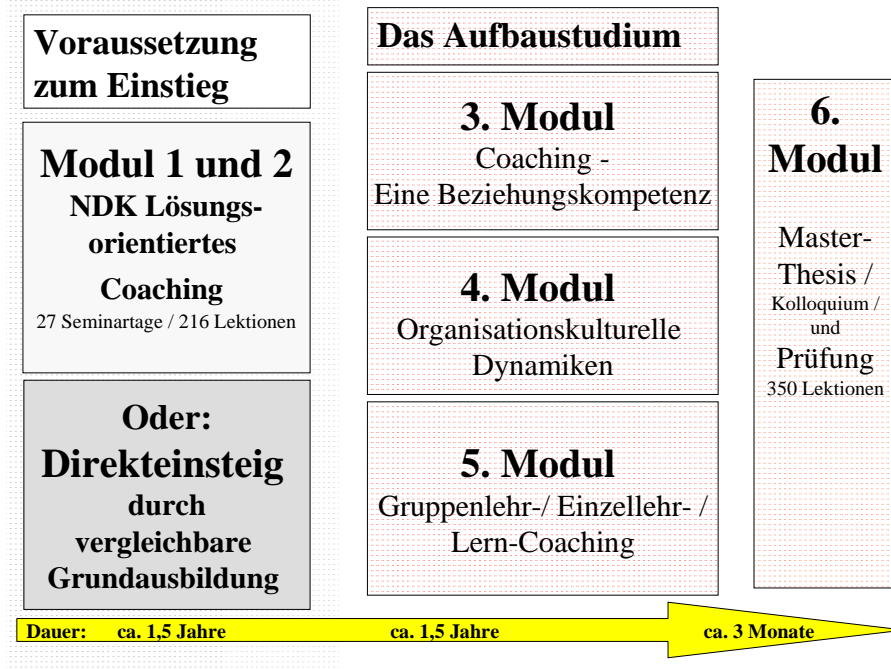 Voraussetzung
zum Einstieg
Modul 1 und 2
NDK Lösungs-
orientiertes
Coaching
27 Seminartage / 216 Lektionen
Oder:
Direkteinsteig
durch
vergleichbare
Grundausbildung
Das Aufbaustudium
3. Modul
Coaching -
Eine Beziehungskompetenz
4. Modul
Organisationskulturelle
Dynamiken
5. Modul
Gruppenlehr-/ Einzellehr- /
Lern-Coaching
6.
Modul
Master-
Thesis /
Kolloquium /
und
Prüfung
350 Lektionen
Dauer: ca. 1,5 Jahre ca. 1,5 Jahre ca. 3 Monate